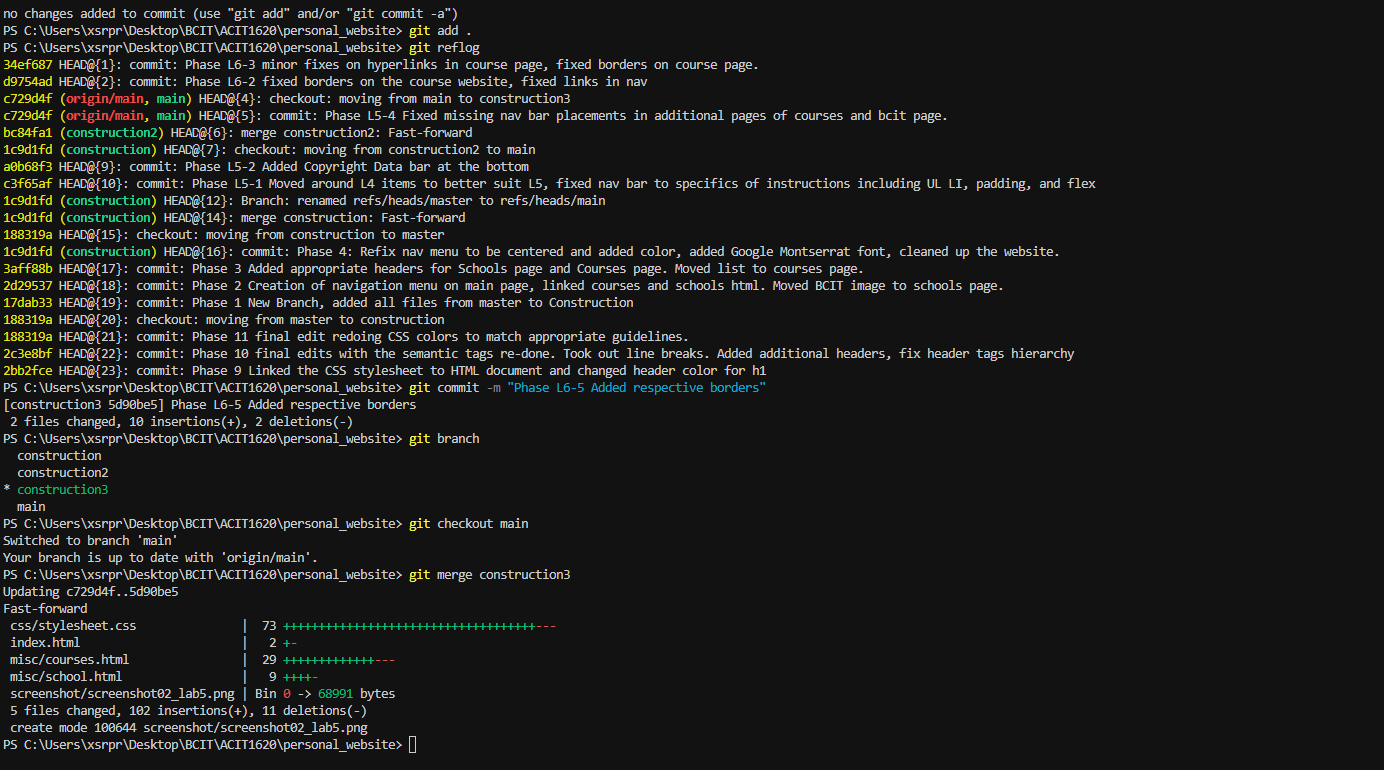 no changes added to commit (use "git add" and/or "git commit -a")
PS C:\Users\xsrpr\Desktop\BCIT\ACIT1620\personal_website> git add .
PS C:\Users\xsrpr\Desktop\BCIT\ACIT1620\personal_website> git reflog
34ef687 HEAD@{1}: commit: Phase L6-3 minor fixes on hyperlinks in course page, fixed borders on course page.
d9754ad HEAD@{2}: commit: Phase L6-2 fixed borders on the course website, fixed links in nav
c729d4f (origin/main, main) HEAD@{4}: checkout: moving from main to construction3
c729d4f (origin/main, main) HEAD@{5}: commit: Phase L5-4 Fixed missing nav bar placements in additional pages of courses and bcit page.
bc84fa1 (construction2) HEAD@{6}: merge construction2: Fast-forward
1c9d1fd (construction) HEAD@{7}: checkout: moving from construction2 to main
a0b68f3 HEAD@{9}: commit: Phase L5-2 Added Copyright Data bar at the bottom
c3f65af HEAD@{10}: commit: Phase L5-1 Moved around L4 items to better suit L5, fixed nav bar to specifics of instructions including UL LI, padding, and flex
1c9d1fd (construction) HEAD@{12}: Branch: renamed refs/heads/master to refs/heads/main
1c9d1fd (construction) HEAD@{14}: merge construction: Fast-forward
188319a HEAD@{15}: checkout: moving from construction to master
1c9d1fd (construction) HEAD@{16}: commit: Phase 4: Refix nav menu to be centered and added color, added Google Montserrat font, cleaned up the website.
3aff88b HEAD@{17}: commit: Phase 3 Added appropriate headers for Schools page and Courses page. Moved list to courses page.
2d29537 HEAD@{18}: commit: Phase 2 Creation of navigation menu on main page, linked courses and schools html. Moved BCIT image to schools page.
17dab33 HEAD@{19}: commit: Phase 1 New Branch, added all files from master to Construction
188319a HEAD@{20}: checkout: moving from master to construction
188319a HEAD@{21}: commit: Phase 11 final edit redoing CSS colors to match appropriate guidelines.
2c3e8bf HEAD@{22}: commit: Phase 10 final edits with the semantic tags re-done. Took out line breaks. Added additional headers, fix header tags hierarchy
2bb2fce HEAD@{23}: commit: Phase 9 Linked the CSS stylesheet to HTML document and changed header color for h1
PS C:\Users\xsrpr\Desktop\BCIT\ACIT1620\personal_website> git commit -m "Phase L6-5 Added respective borders"
[construction3 5d90be5] Phase L6-5 Added respective borders
 2 files changed, 10 insertions(+), 2 deletions(-)
PS C:\Users\xsrpr\Desktop\BCIT\ACIT1620\personal_website> git branch
  construction
  construction2
* construction3
  main
PS C:\Users\xsrpr\Desktop\BCIT\ACIT1620\personal_website> git checkout main
Switched to branch 'main'
Your branch is up to date with 'origin/main'.
PS C:\Users\xsrpr\Desktop\BCIT\ACIT1620\personal_website> git merge construction3
Updating c729d4f..5d90be5
Fast-forward
 css/stylesheet.css                | 73 ++++++++++++++++++++++++++++++++++++---
 index.html                        |  2 +-
 misc/courses.html                 | 29 +++++++++++++---
 misc/school.html                  |  9 ++++-
 screenshot/screenshot02_lab5.png | Bin 0 -> 68991 bytes
 5 files changed, 102 insertions(+), 11 deletions(-)
 create mode 100644 screenshot/screenshot02_lab5.png
PS C:\Users\xsrpr\Desktop\BCIT\ACIT1620\personal_website>